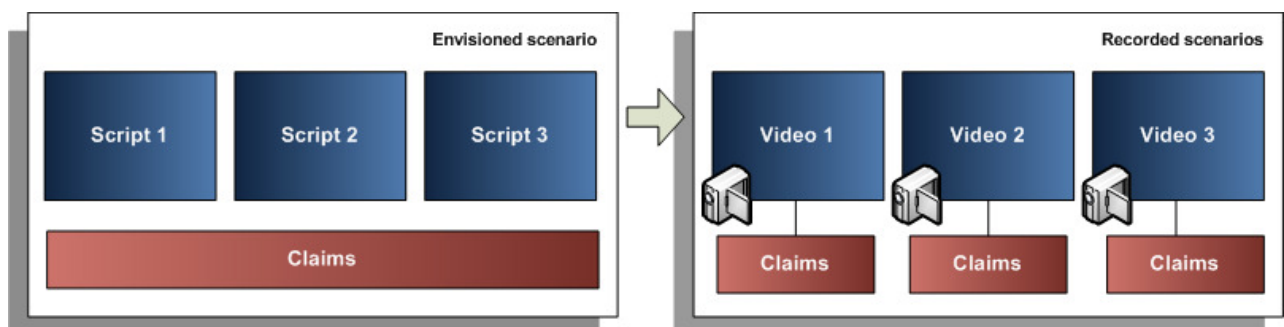 Envisioned scenario
Script 1
Script 2
Script 3
Claims
Recorded scenarios
Video 1
Video 2
Video 3
Claims
Claims
Claims